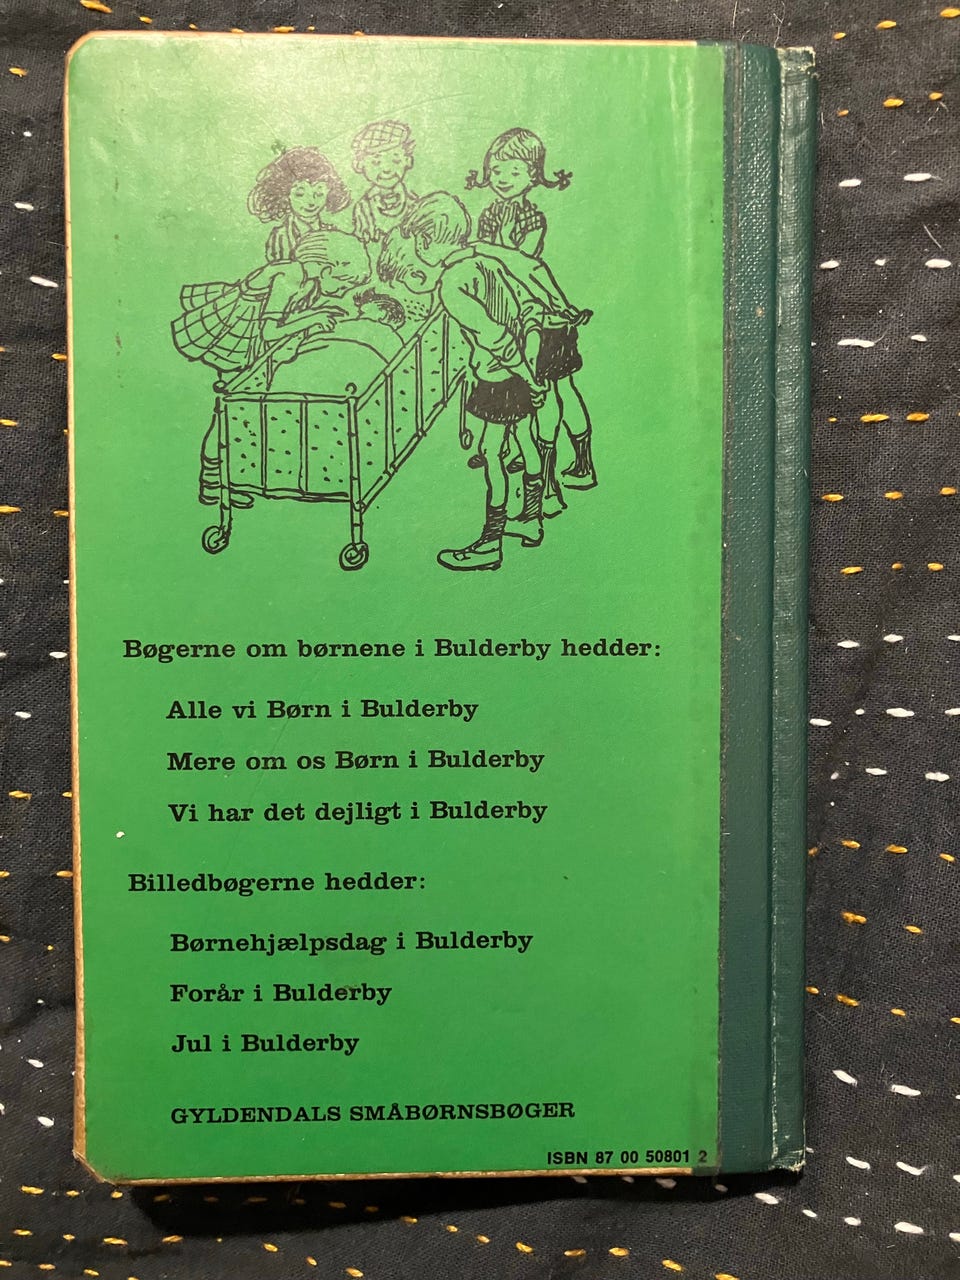 Bøgerne om børnene i Bulderby hedder:
Alle vi Børn i Bulderby
Mere om os Børn i Bulderby
Vi har det dejligt i Bulderby
Billedbøgerne hedder:
Børnehjælpsdag i Bulderby
Forår i Bulderby
Jul i Bulderby
GYLDENDALS SMÅBØRNSBØGER
ISBN 87 00 50801 2